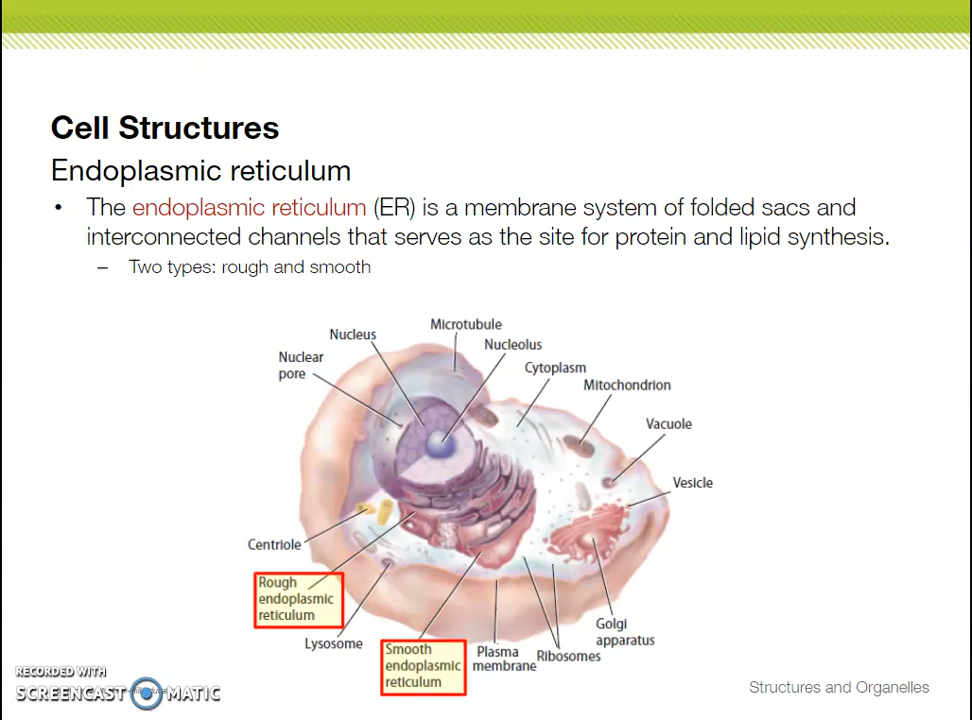 Cell Structures
Endoplasmic reticulum
• The endoplasmic reticulum (ER) is a membrane system of folded sacs and
interconnected channels that serves as the site for protein and lipid synthesis.
– Two types: rough and smooth
Microtubule
Nucleus
Nucleolus
Nuclear
pore
Cytoplasm
Mitochondrion
Vacuole
Vesicle
Centriole
Rough
endoplasmic
reticulum
Lysosome
Smooth
endoplasmic
reticulum
Plasma
membrane
Ribosomes
Golgi
apparatus
RECORDED WITH
SCREENCAST MATIC
Structures and Organelles